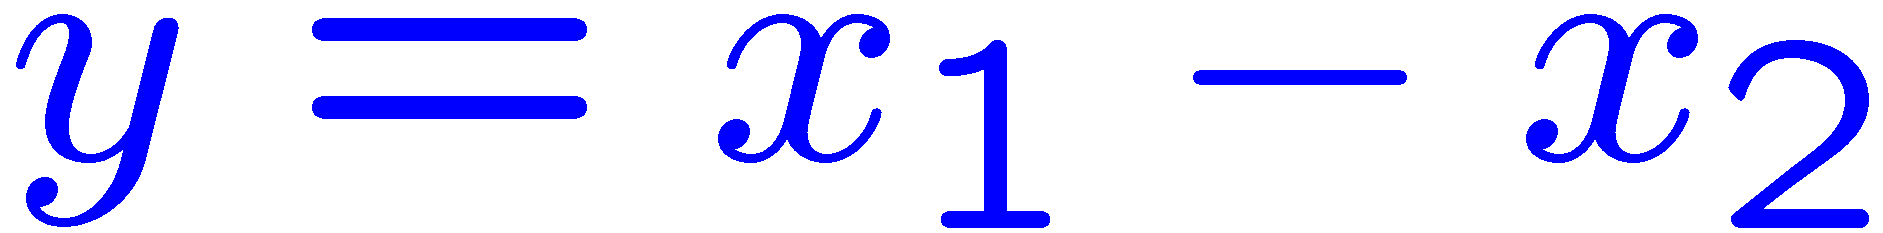 y = x₁ − x₂